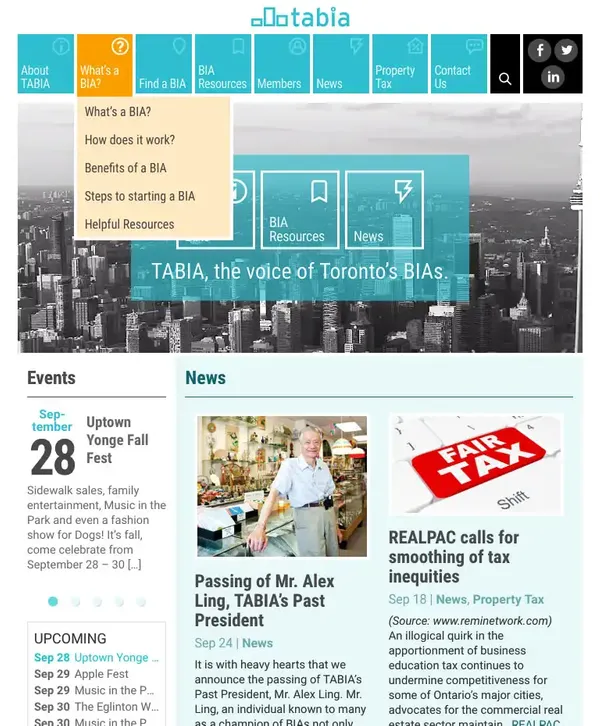 tabia
About
TABIA
What's a
BIA?
Find a BIA
BIA
Resources
Members
News
Property
Tax
Contact
Us
What's a BIA?
How does it work?
Benefits of a BIA
Steps to starting a BIA
Helpful Resources
BIA
Resources
News
TABIA, the voice of Toronto's BIAs.
Events
Sep-
tember
28
Uptown
Yonge Fall
Fest
Sidewalk sales, family
entertainment, Music in the
Park and even a fashion
show for Dogs! It's fall,
come celebrate from
September 28 – 30 [...]
UPCOMING
Sep 28 Uptown Yonge ...
Sep 29 Apple Fest
Sep 29 Music in the P...
Sep 30 The Eglinton W...
Sep 30 Music in the P
News
Passing of Mr. Alex
Ling, TABIA's Past
President
Sep 24 | News
It is with heavy hearts that we
announce the passing of TABIA's
Past President, Mr. Alex Ling. Mr.
Ling, an individual known to many
as a champion of BIAs not only
FAIR
TAX
Shift
REALPAC calls for
smoothing of tax
inequities
Sep 18 | News, Property Tax
(Source: www.reminetwork.com)
An illogical quirk in the
apportionment of business
education tax continues to
undermine competitiveness for
some of Ontario's major cities,
advocates for the commercial real
estate sector maintain. REALPAC